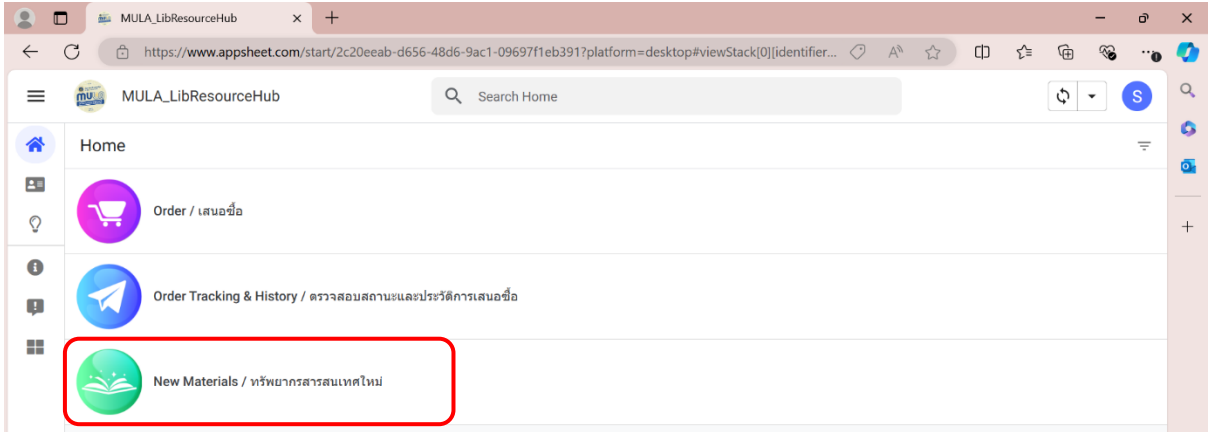 MULA_LibResourceHub
https://www.appsheet.com/start/2c20eeab-d656-48d6-9ac1-09697f1eb391?platform=desktop#viewStack[0][identifier...
MULA_LibResourceHub
Search Home
S
Home
Order / เสนอซื้อ
Order Tracking & History / ตรวจสอบสถานะและประวัติการเสนอซื้อ
New Materials / ทรัพยากรสารสนเทศใหม่